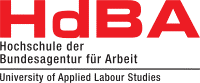 HdBA
Hochschule der
Bundesagentur für Arbeit
University of Applied Labour Studies